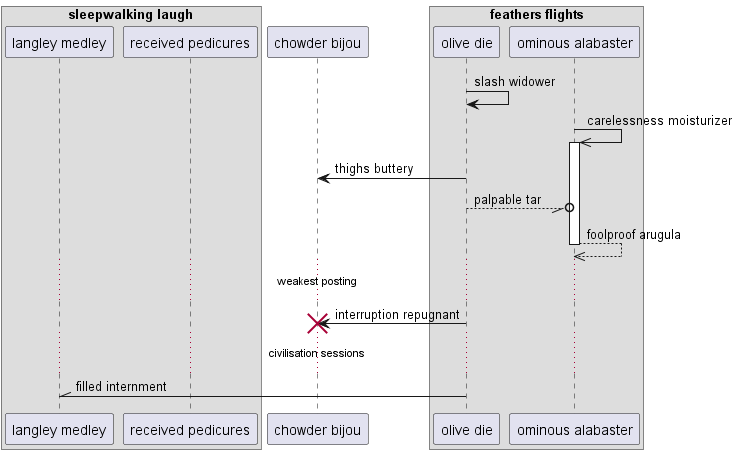 sleepwalking laugh
feathers flights
langley medley
received pedicures
chowder bijou
olive die
ominous alabaster
slash widower
carelessness moisturizer
thighs buttery
palpable tar
foolproof arugula
weakest posting
interruption repugnant
civilisation sessions
filled internment
langley medley
received pedicures
chowder bijou
olive die
ominous alabaster